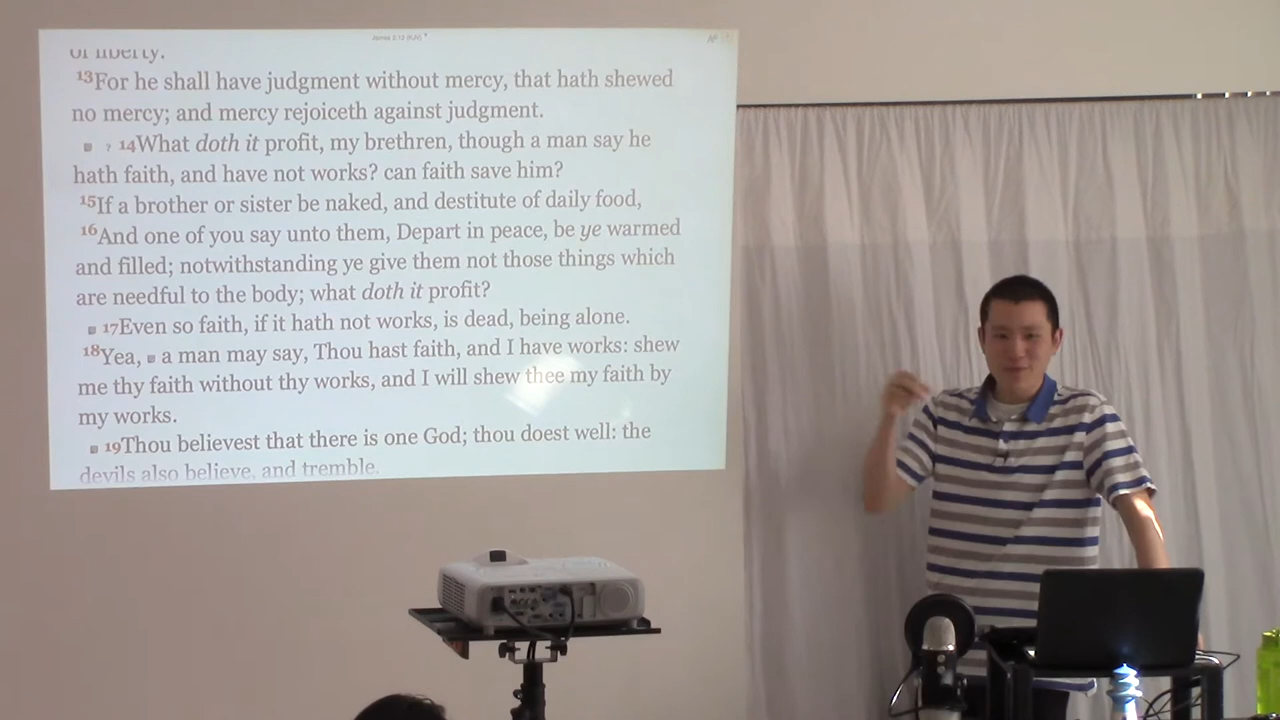 James 2:12 (KJV)
of liberty.
13For he shall have judgment without mercy, that hath shewed
no mercy; and mercy rejoiceth against judgment.
14What doth it profit, my brethren, though a man say he
hath faith, and have not works? can faith save him?
15If a brother or sister be naked, and destitute of daily food,
16And one of you say unto them, Depart in peace, be ye warmed
and filled; notwithstanding ye give them not those things which
are needful to the body; what doth it profit?
17Even so faith, if it hath not works, is dead, being alone.
18Yea, a man may say, Thou hast faith, and I have works: shew
me thy faith without thy works, and I will shew thee my faith by
my works.
19Thou believest that there is one God; thou doest well: the
devils also believe, and tremble.